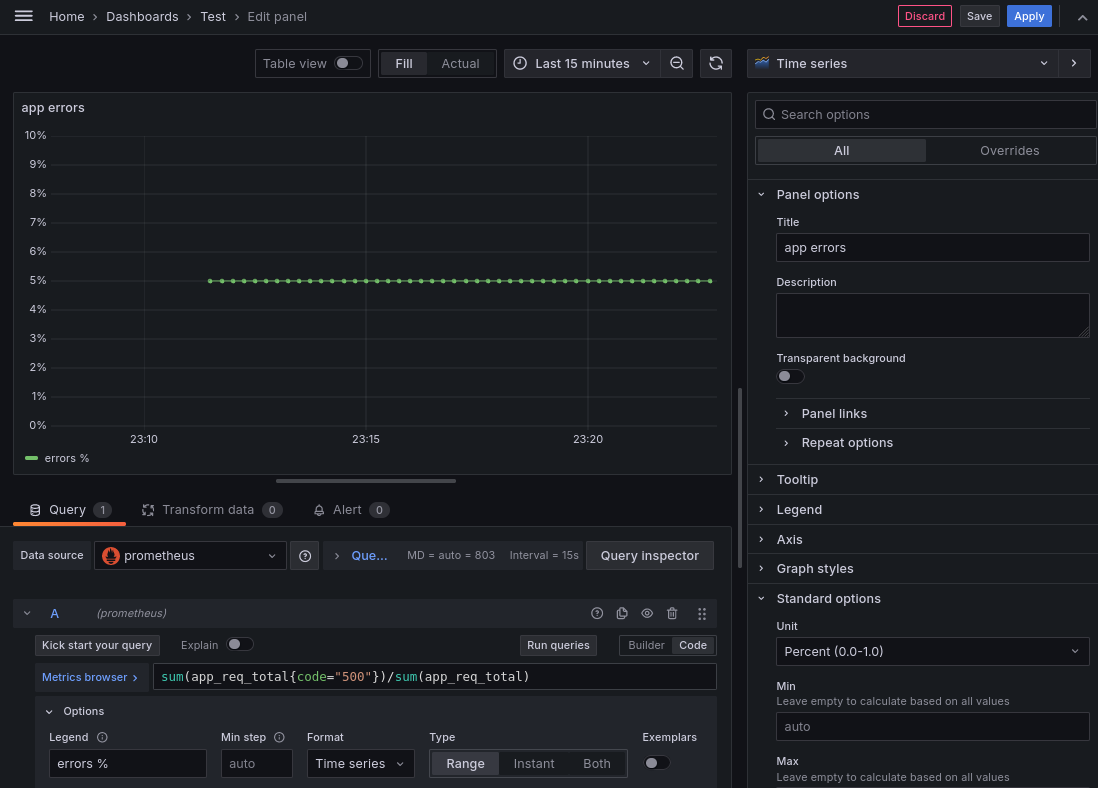 Home › Dashboards › Test › Edit panel
Discard Save Apply
Table view Fill Actual Last 15 minutes
Time series
app errors
10%
9%
8%
7%
6%
5%
4%
3%
2%
1%
0%
23:10 23:15 23:20
errors %
Query 1 Transform data 0 Alert 0
Data source prometheus Que... MD = auto = 803 Interval = 15s Query inspector
A (prometheus)
Kick start your query Explain Run queries Builder Code
Metrics browser › sum(app_req_total{code="500"})/sum(app_req_total)
Options
Legend Min step Format Type Exemplars
errors % auto Time series Range Instant Both
Search options
All Overrides
Panel options
Title
app errors
Description
Transparent background
Panel links
Repeat options
Tooltip
Legend
Axis
Graph styles
Standard options
Unit
Percent (0.0-1.0)
Min
Leave empty to calculate based on all values
auto
Max
Leave empty to calculate based on all values